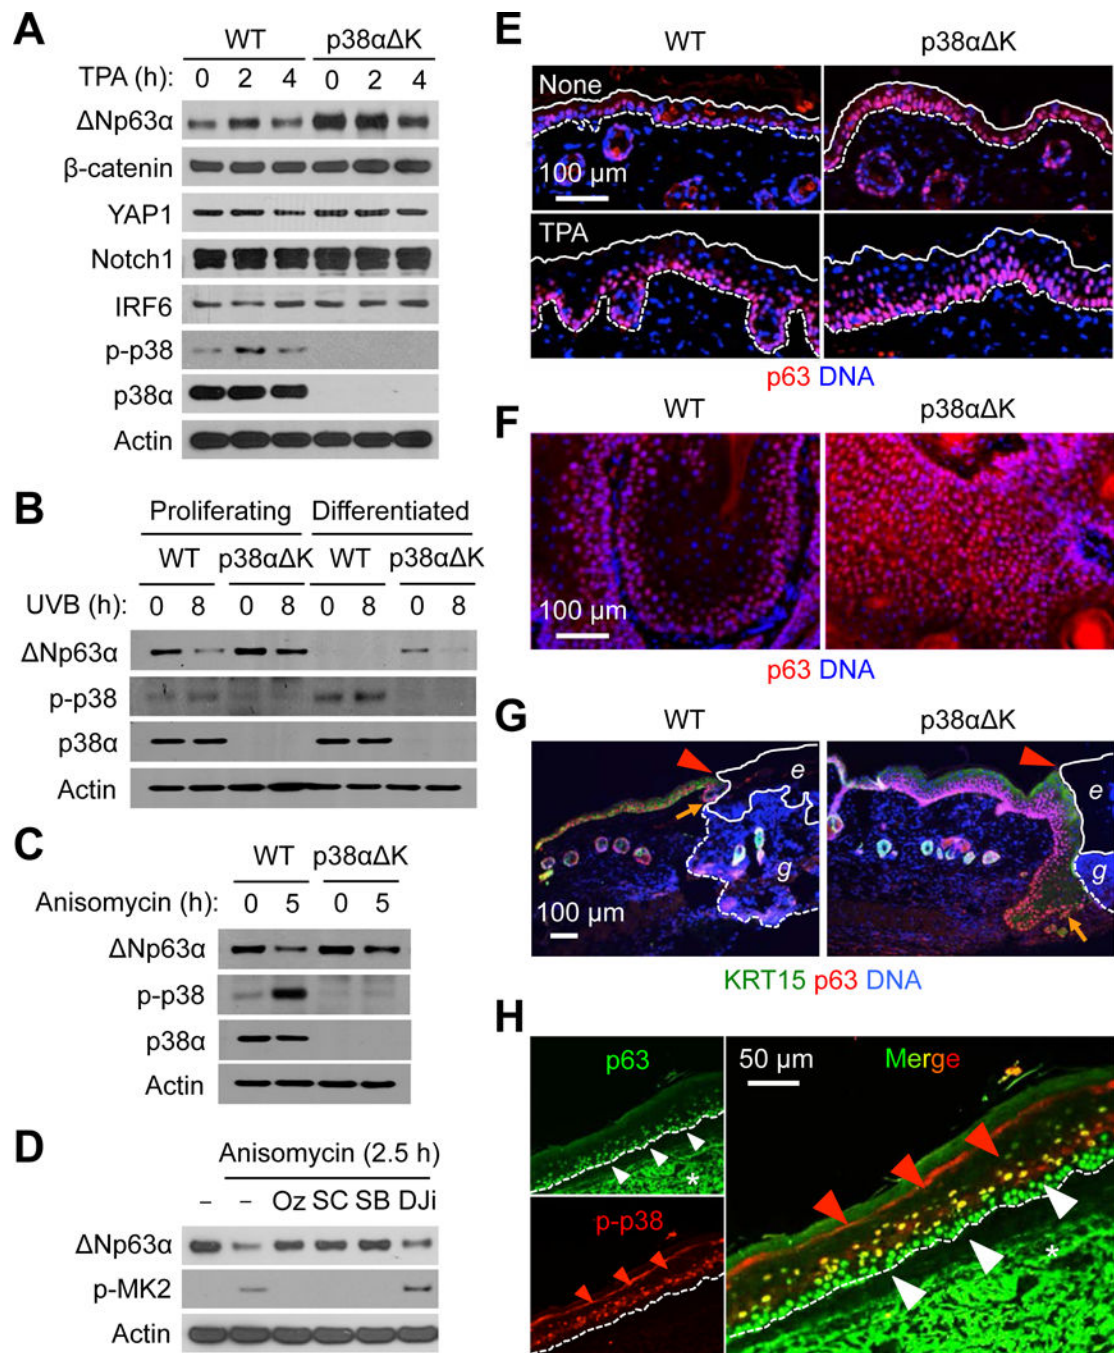 A
WT p38αΔK
TPA (h): 0 2 4 0 2 4
ΔNp63α
β-catenin
YAP1
Notch1
IRF6
p-p38
p38α
Actin
B
Proliferating Differentiated
WT p38αΔK WT p38αΔK
UVB (h): 0 8 0 8 0 8 0 8
ΔNp63α
p-p38
p38α
Actin
C
WT p38αΔK
Anisomycin (h): 0 5 0 5
ΔNp63α
p-p38
p38α
Actin
D
Anisomycin (2.5 h)
– – Oz SC SB DJi
ΔNp63α
p-MK2
Actin
E
WT p38αΔK
None
100 μm
TPA
p63 DNA
F
WT p38αΔK
100 μm
p63 DNA
G
WT p38αΔK
e e
g g
100 μm
KRT15 p63 DNA
H
p63 50 μm Merge
*
p-p38 *